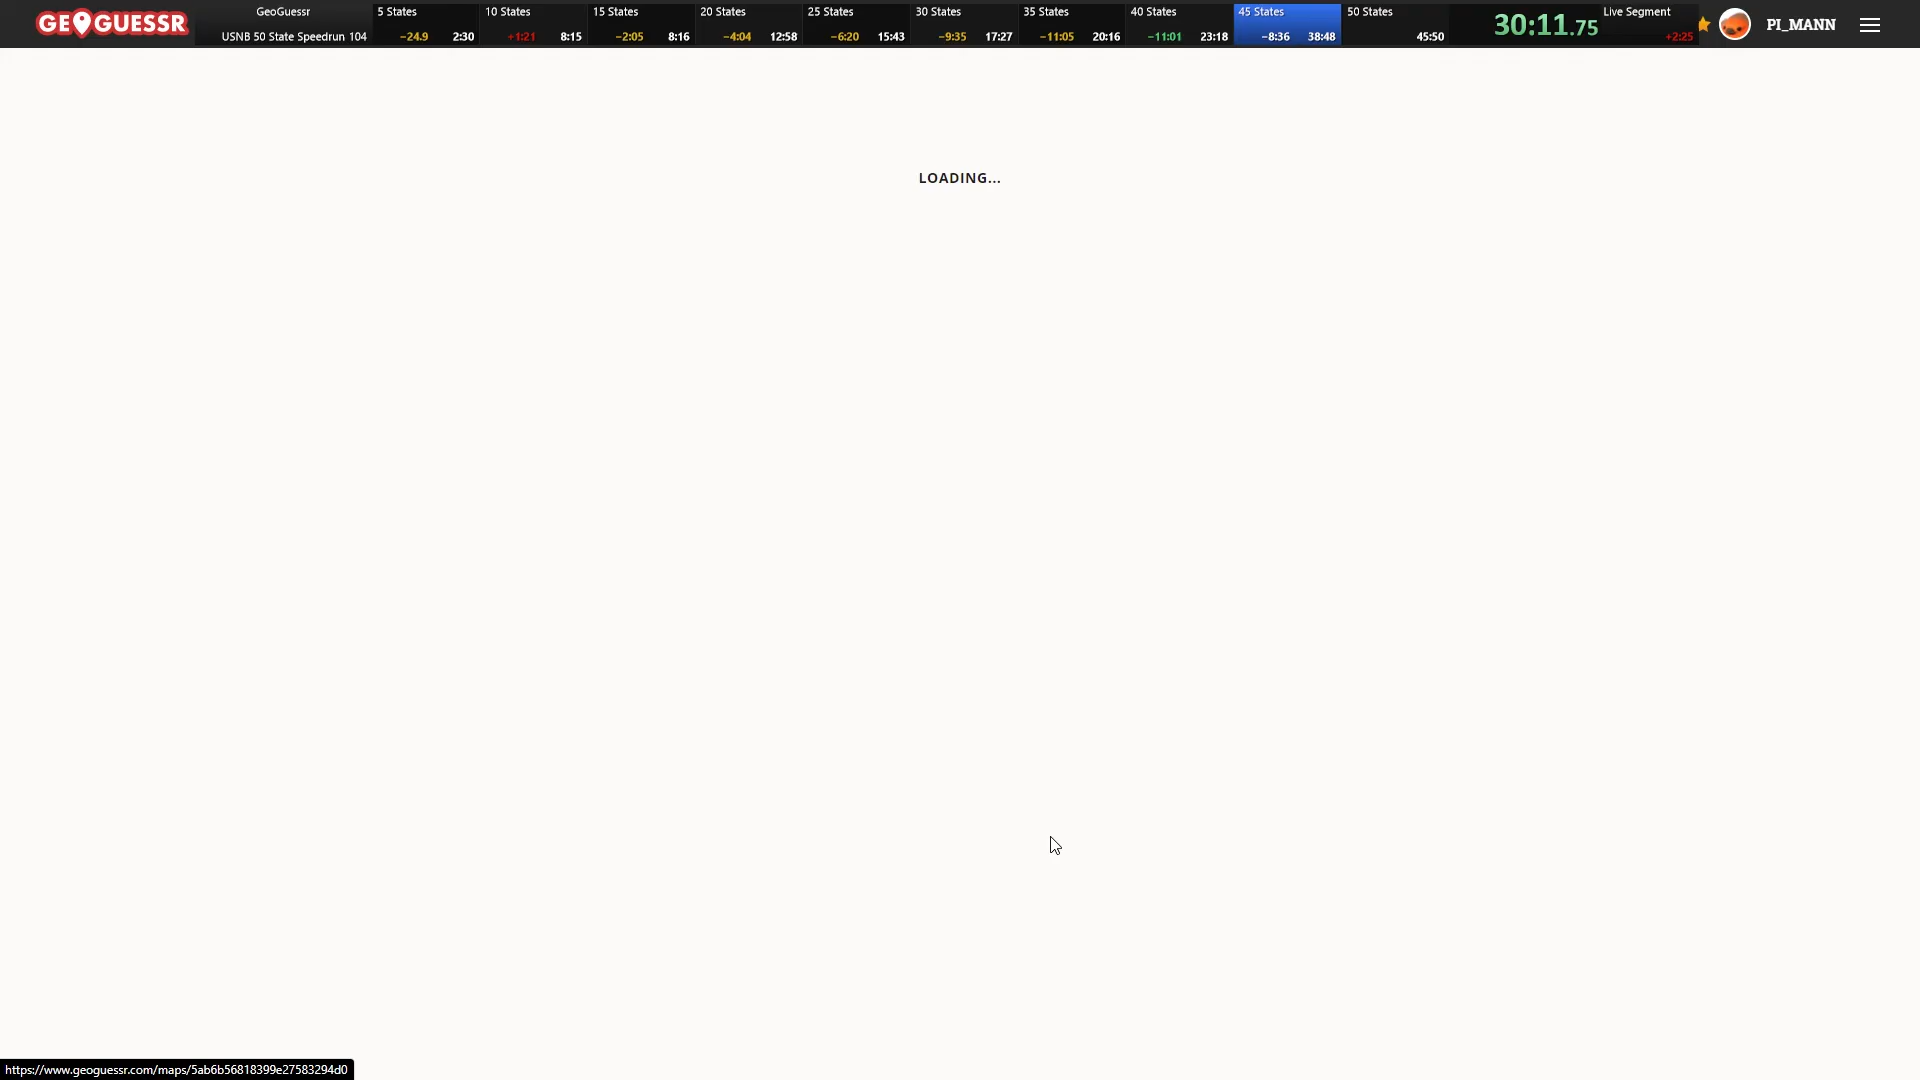 GEOGUESSR
GeoGuessr
USNB 50 State Speedrun 104
5 States
-24.9 2:30
10 States
+1:21 8:15
15 States
-2:05 8:16
20 States
-4:04 12:58
25 States
-6:20 15:43
30 States
-9:35 17:27
35 States
-11:05 20:16
40 States
-11:01 23:18
45 States
-8:36 38:48
50 States
45:50
30:11.75
Live Segment
+2:25
PI_MANN
LOADING...
https://www.geoguessr.com/maps/5ab6b56818399e27583294d0